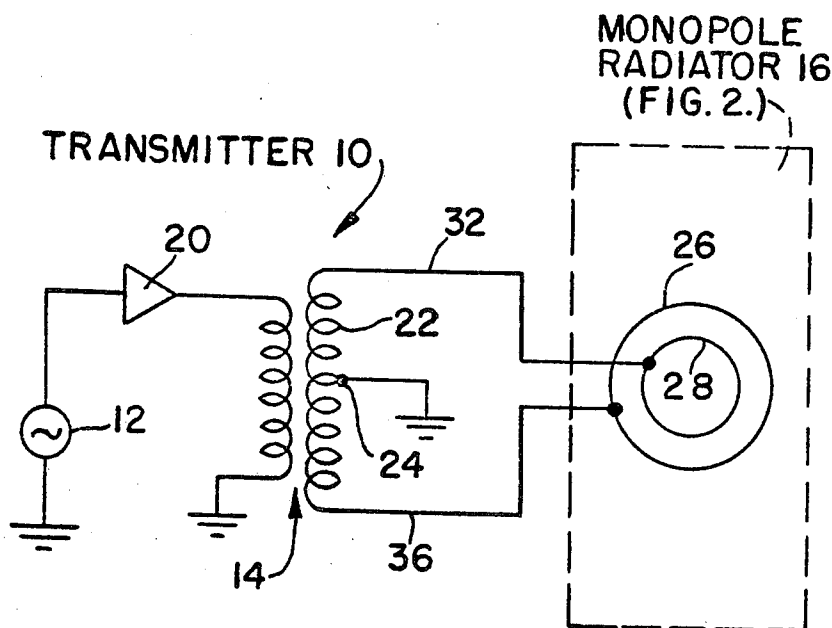 MONOPOLE
RADIATOR 16
(FIG. 2.)
TRANSMITTER 10
20
32
26
22
28
12
24
14
36